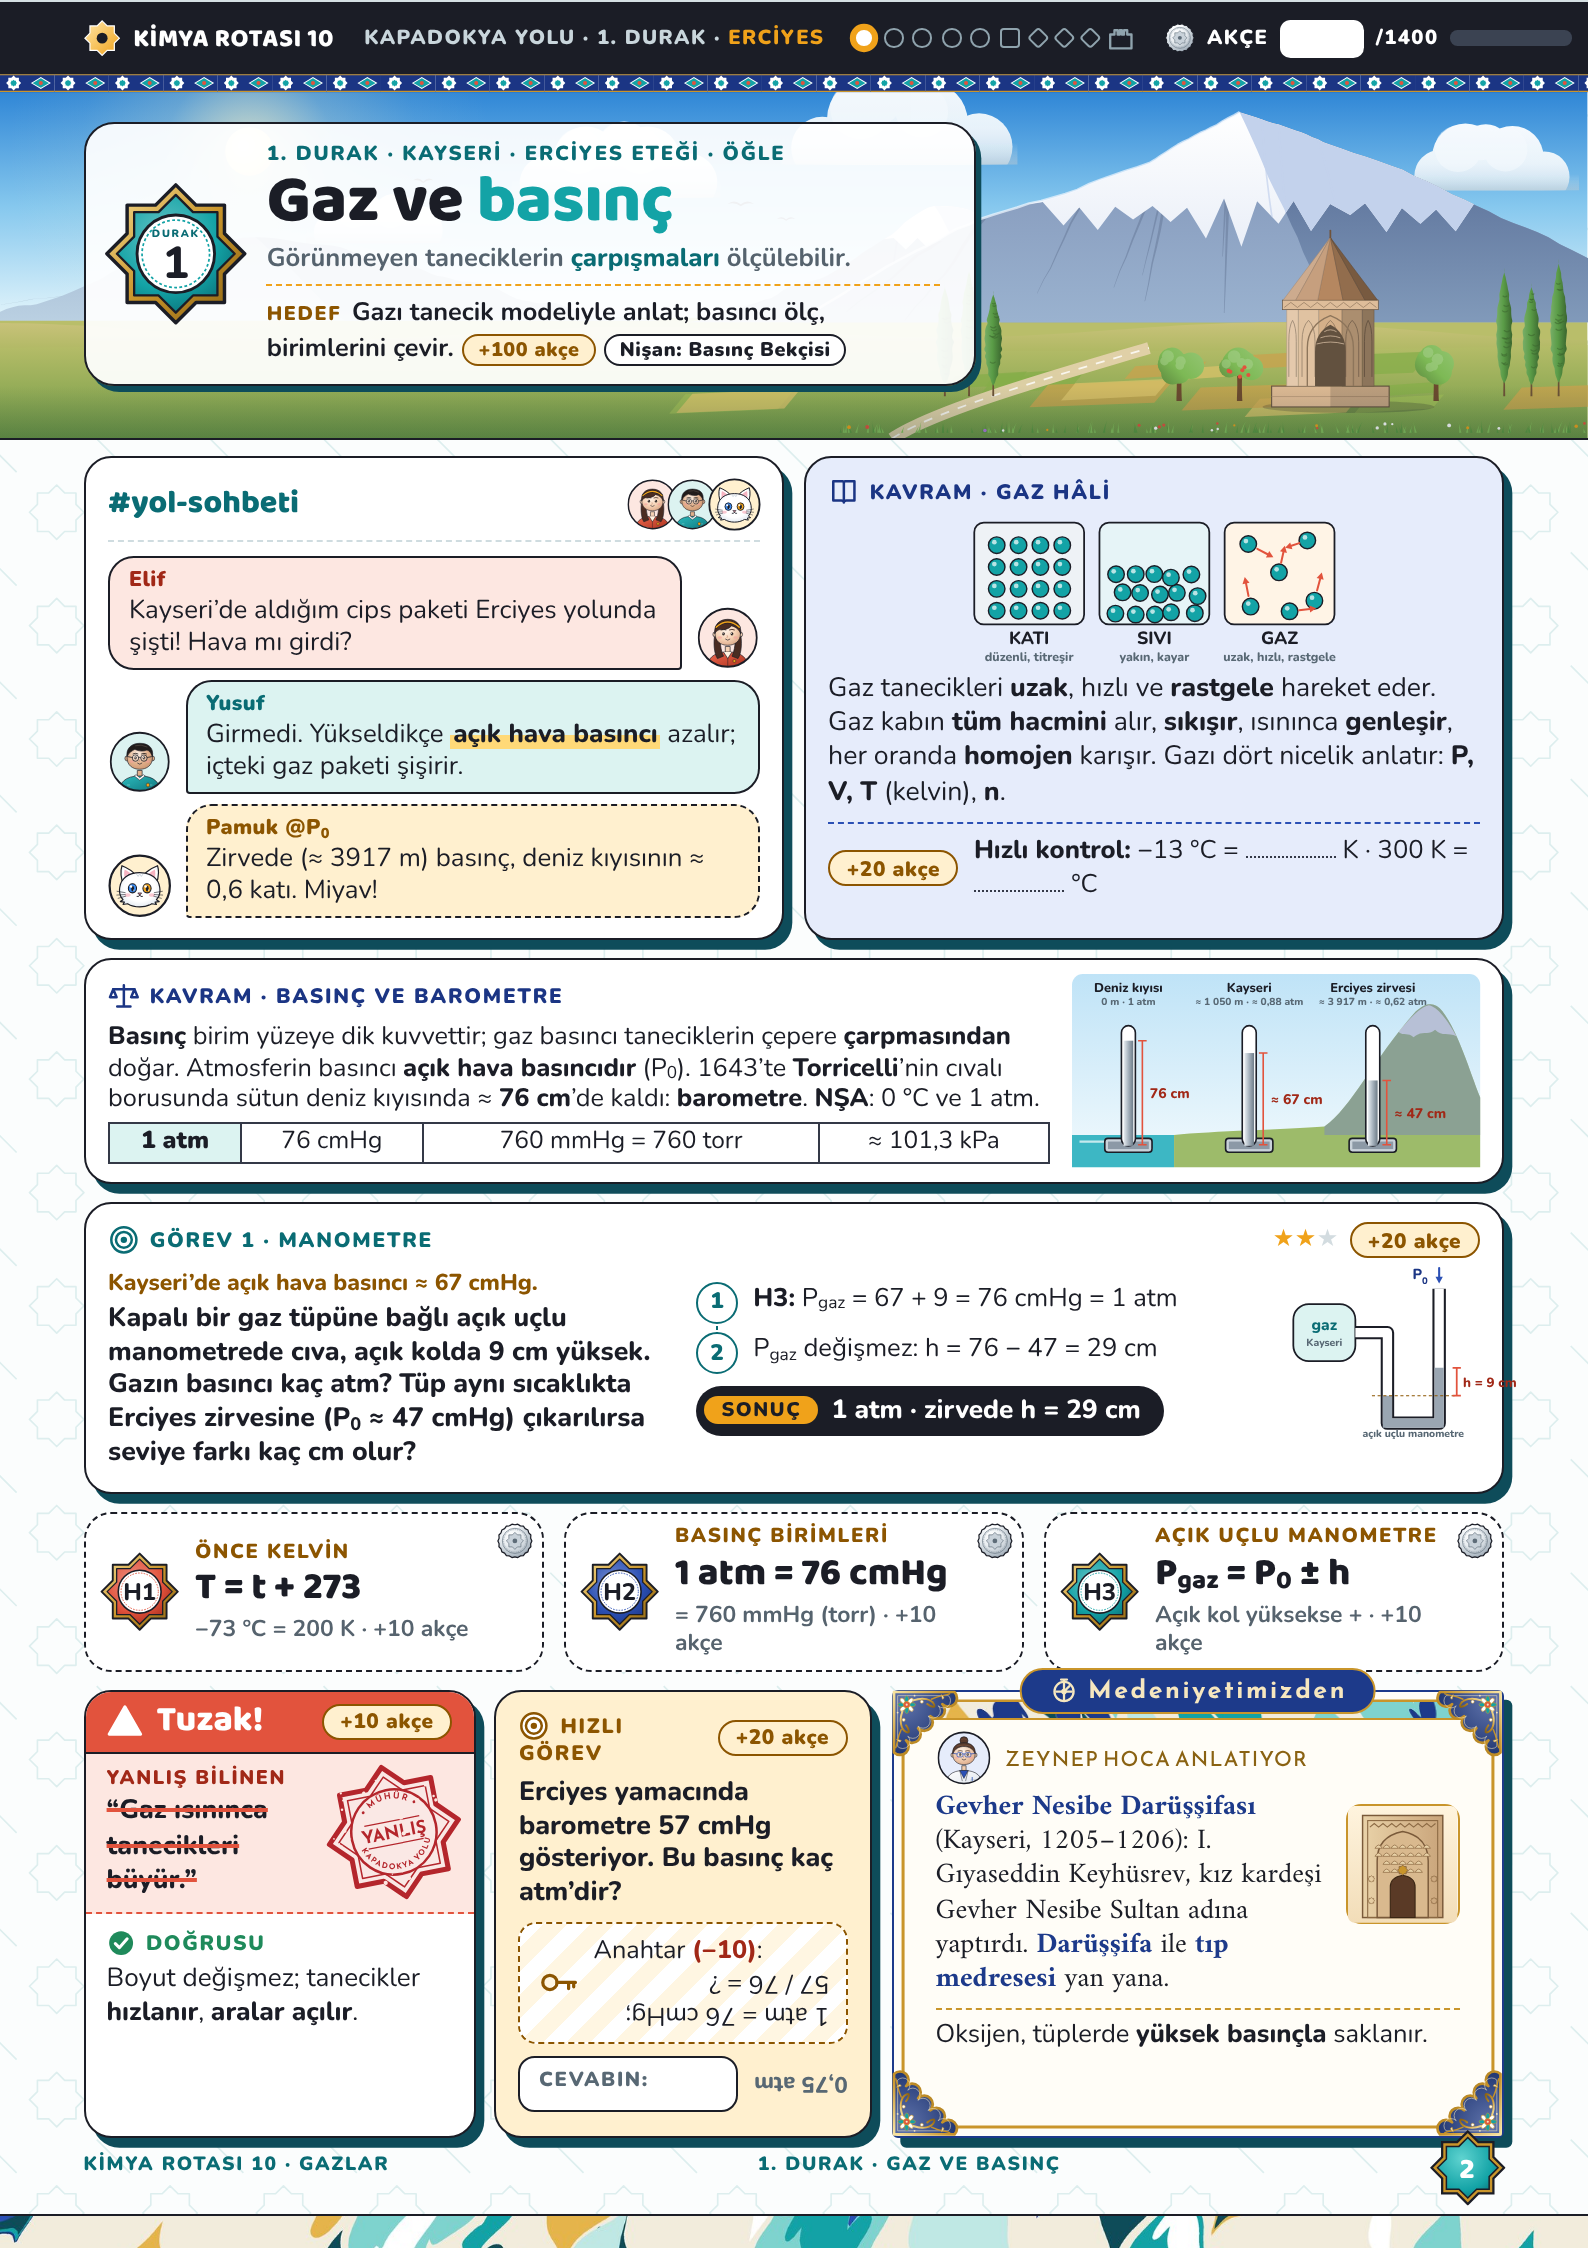 KİMYA ROTASI 10 KAPADOKYA YOLU · 1. DURAK · ERCİYES AKÇE /1400
1. DURAK · KAYSERİ · ERCİYES ETEĞİ · ÖĞLE
DURAK
1
Gaz ve basınç
Görünmeyen taneciklerin çarpışmaları ölçülebilir.
HEDEF Gazı tanecik modeliyle anlat; basıncı ölç,
birimlerini çevir. +100 akçe Nişan: Basınç Bekçisi
#yol-sohbeti
Elif
Kayseri’de aldığım cips paketi Erciyes yolunda
şişti! Hava mı girdi?
Yusuf
Girmedi. Yükseldikçe açık hava basıncı azalır;
içteki gaz paketi şişirir.
Pamuk @P₀
Zirvede (≈ 3917 m) basınç, deniz kıyısının ≈
0,6 katı. Miyav!
KAVRAM · GAZ HÂLİ
KATI SIVI GAZ
düzenli, titreşir yakın, kayar uzak, hızlı, rastgele
Gaz tanecikleri uzak, hızlı ve rastgele hareket eder.
Gaz kabın tüm hacmini alır, sıkışır, ısınınca genleşir,
her oranda homojen karışır. Gazı dört nicelik anlatır: P,
V, T (kelvin), n.
+20 akçe
Hızlı kontrol: −13 °C = ............... K · 300 K =
............... °C
KAVRAM · BASINÇ VE BAROMETRE
Basınç birim yüzeye dik kuvvettir; gaz basıncı taneciklerin çepere çarpmasından
doğar. Atmosferin basıncı açık hava basıncıdır (P₀). 1643’te Torricelli’nin cıvalı
borusunda sütun deniz kıyısında ≈ 76 cm’de kaldı: barometre. NŞA: 0 °C ve 1 atm.
1 atm 76 cmHg 760 mmHg = 760 torr ≈ 101,3 kPa
Deniz kıyısı Kayseri Erciyes zirvesi
0 m · 1 atm ≈ 1 050 m · ≈ 0,88 atm ≈ 3 917 m · ≈ 0,62 atm
76 cm ≈ 67 cm ≈ 47 cm
GÖREV 1 · MANOMETRE
+20 akçe
Kayseri’de açık hava basıncı ≈ 67 cmHg.
Kapalı bir gaz tüpüne bağlı açık uçlu
manometrede cıva, açık kolda 9 cm yüksek.
Gazın basıncı kaç atm? Tüp aynı sıcaklıkta
Erciyes zirvesine (P₀ ≈ 47 cmHg) çıkarılırsa
seviye farkı kaç cm olur?
1 H3: Pgaz = 67 + 9 = 76 cmHg = 1 atm
2 Pgaz değişmez: h = 76 − 47 = 29 cm
SONUÇ 1 atm · zirvede h = 29 cm
P₀
gaz
Kayseri
h = 9 cm
açık uçlu manometre
H1
ÖNCE KELVİN
T = t + 273
−73 °C = 200 K · +10 akçe
H2
BASINÇ BİRİMLERİ
1 atm = 76 cmHg
= 760 mmHg (torr) · +10
akçe
H3
AÇIK UÇLU MANOMETRE
Pgaz = P₀ ± h
Açık kol yüksekse + · +10
akçe
Tuzak! +10 akçe
YANLIŞ BİLİNEN
“Gaz ısınınca
tanecikleri
büyür.”
MÜHÜR
YANLIŞ
KAPADOKYA YOLU
DOĞRUSU
Boyut değişmez; tanecikler
hızlanır, aralar açılır.
HIZLI
GÖREV
+20 akçe
Erciyes yamacında
barometre 57 cmHg
gösteriyor. Bu basınç kaç
atm’dir?
Anahtar (−10):
1 atm = 76 cmHg;
57 / 76 = ?
CEVABIN:
0,75 atm
Medeniyetimizden
ZEYNEP HOCA ANLATIYOR
Gevher Nesibe Darüşşifası
(Kayseri, 1205–1206): I.
Gıyaseddin Keyhüsrev, kız kardeşi
Gevher Nesibe Sultan adına
yaptırdı. Darüşşifa ile tıp
medresesi yan yana.
Oksijen, tüplerde yüksek basınçla saklanır.
KİMYA ROTASI 10 · GAZLAR 1. DURAK · GAZ VE BASINÇ 2